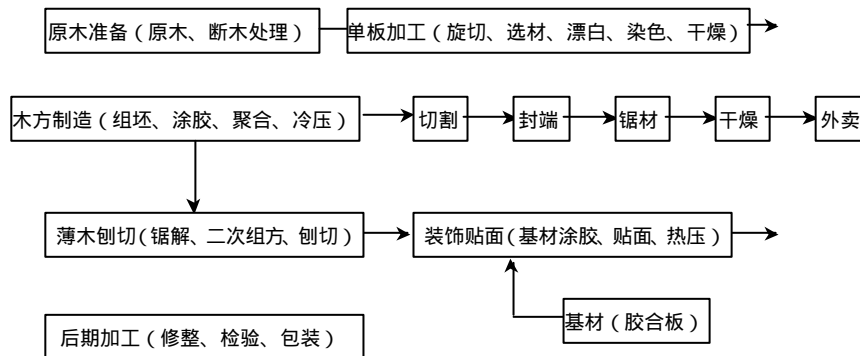 原木准备（原木、断木处理） 单板加工（旋切、选材、漂白、染色、干燥）
木方制造（组坯、涂胶、聚合、冷压） 切割 封端 锯材 干燥 外卖
薄木刨切（锯解、二次组方、刨切） 装饰贴面（基材涂胶、贴面、热压）
基材（胶合板）
后期加工（修整、检验、包装）